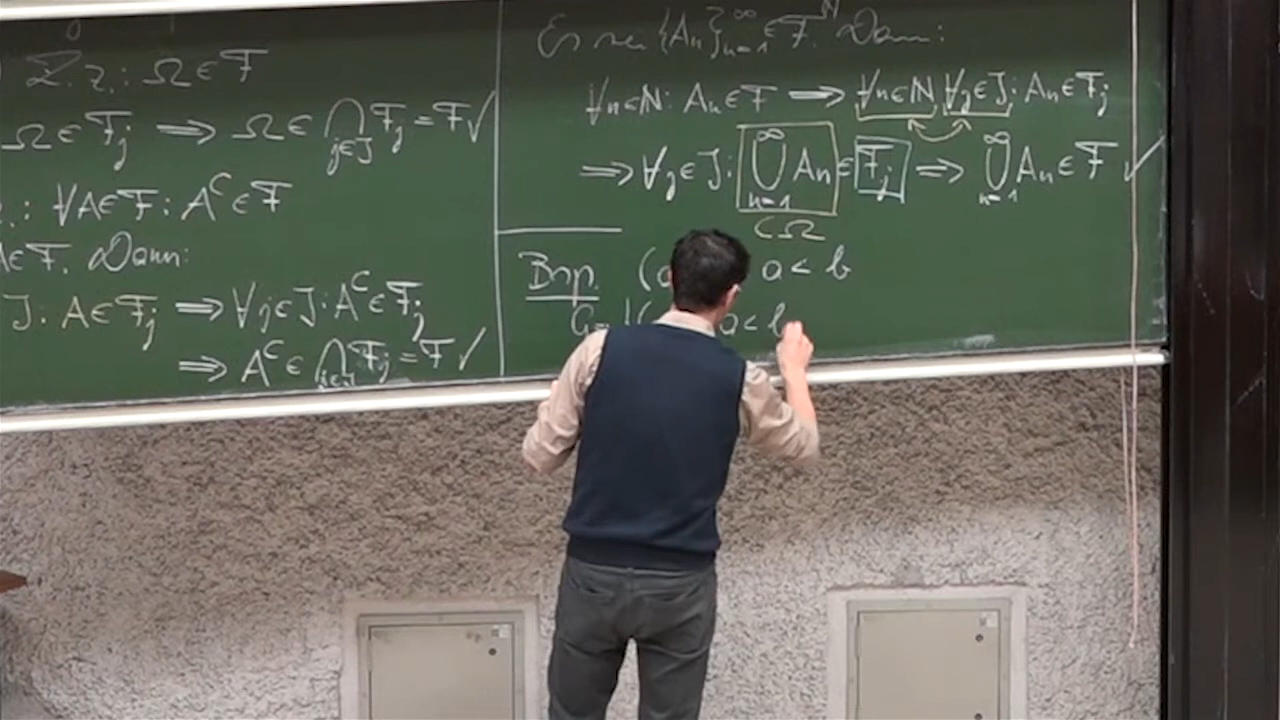 Z.z.: Ω ∈ F
Ω ∈ F_j ⟹ Ω ∈ ⋂_{j∈J} F_j = F ✓
.: ∀A∈F: A^C ∈ F
A∈F. Dann:
J: A∈F_j ⟹ ∀j∈J: A^C ∈ F_j
⟹ A^C ∈ ⋂_{j∈J} F_j = F ✓
Es sei {A_n}_{n=1}^∞ ∈ F^N. Dann:
∀n∈N: A_n∈F ⟹ ∀n∈N ∀j∈J: A_n∈F_j
⟹ ∀j∈J: ⋃_{n=1}^∞ A_n ∈ F_j ⟹ ⋃_{n=1}^∞ A_n ∈ F ✓
⊂Ω
Bsp. (a a < b
G = {( a < b